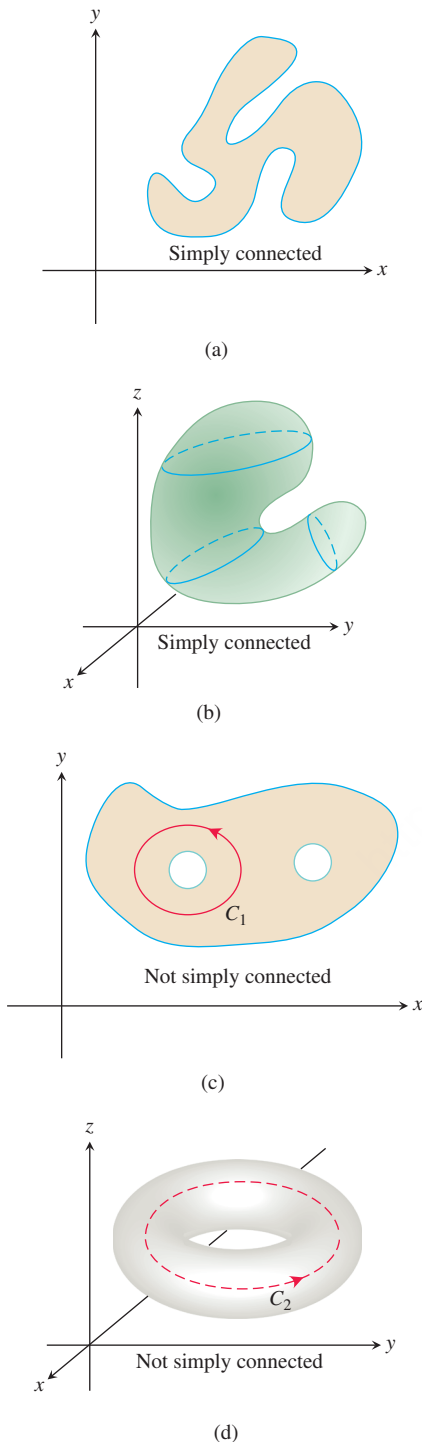 y
Simply connected
x
(a)
z
y
Simply connected
x
(b)
y
C₁
Not simply connected
x
(c)
z
C₂
y
Not simply connected
x
(d)